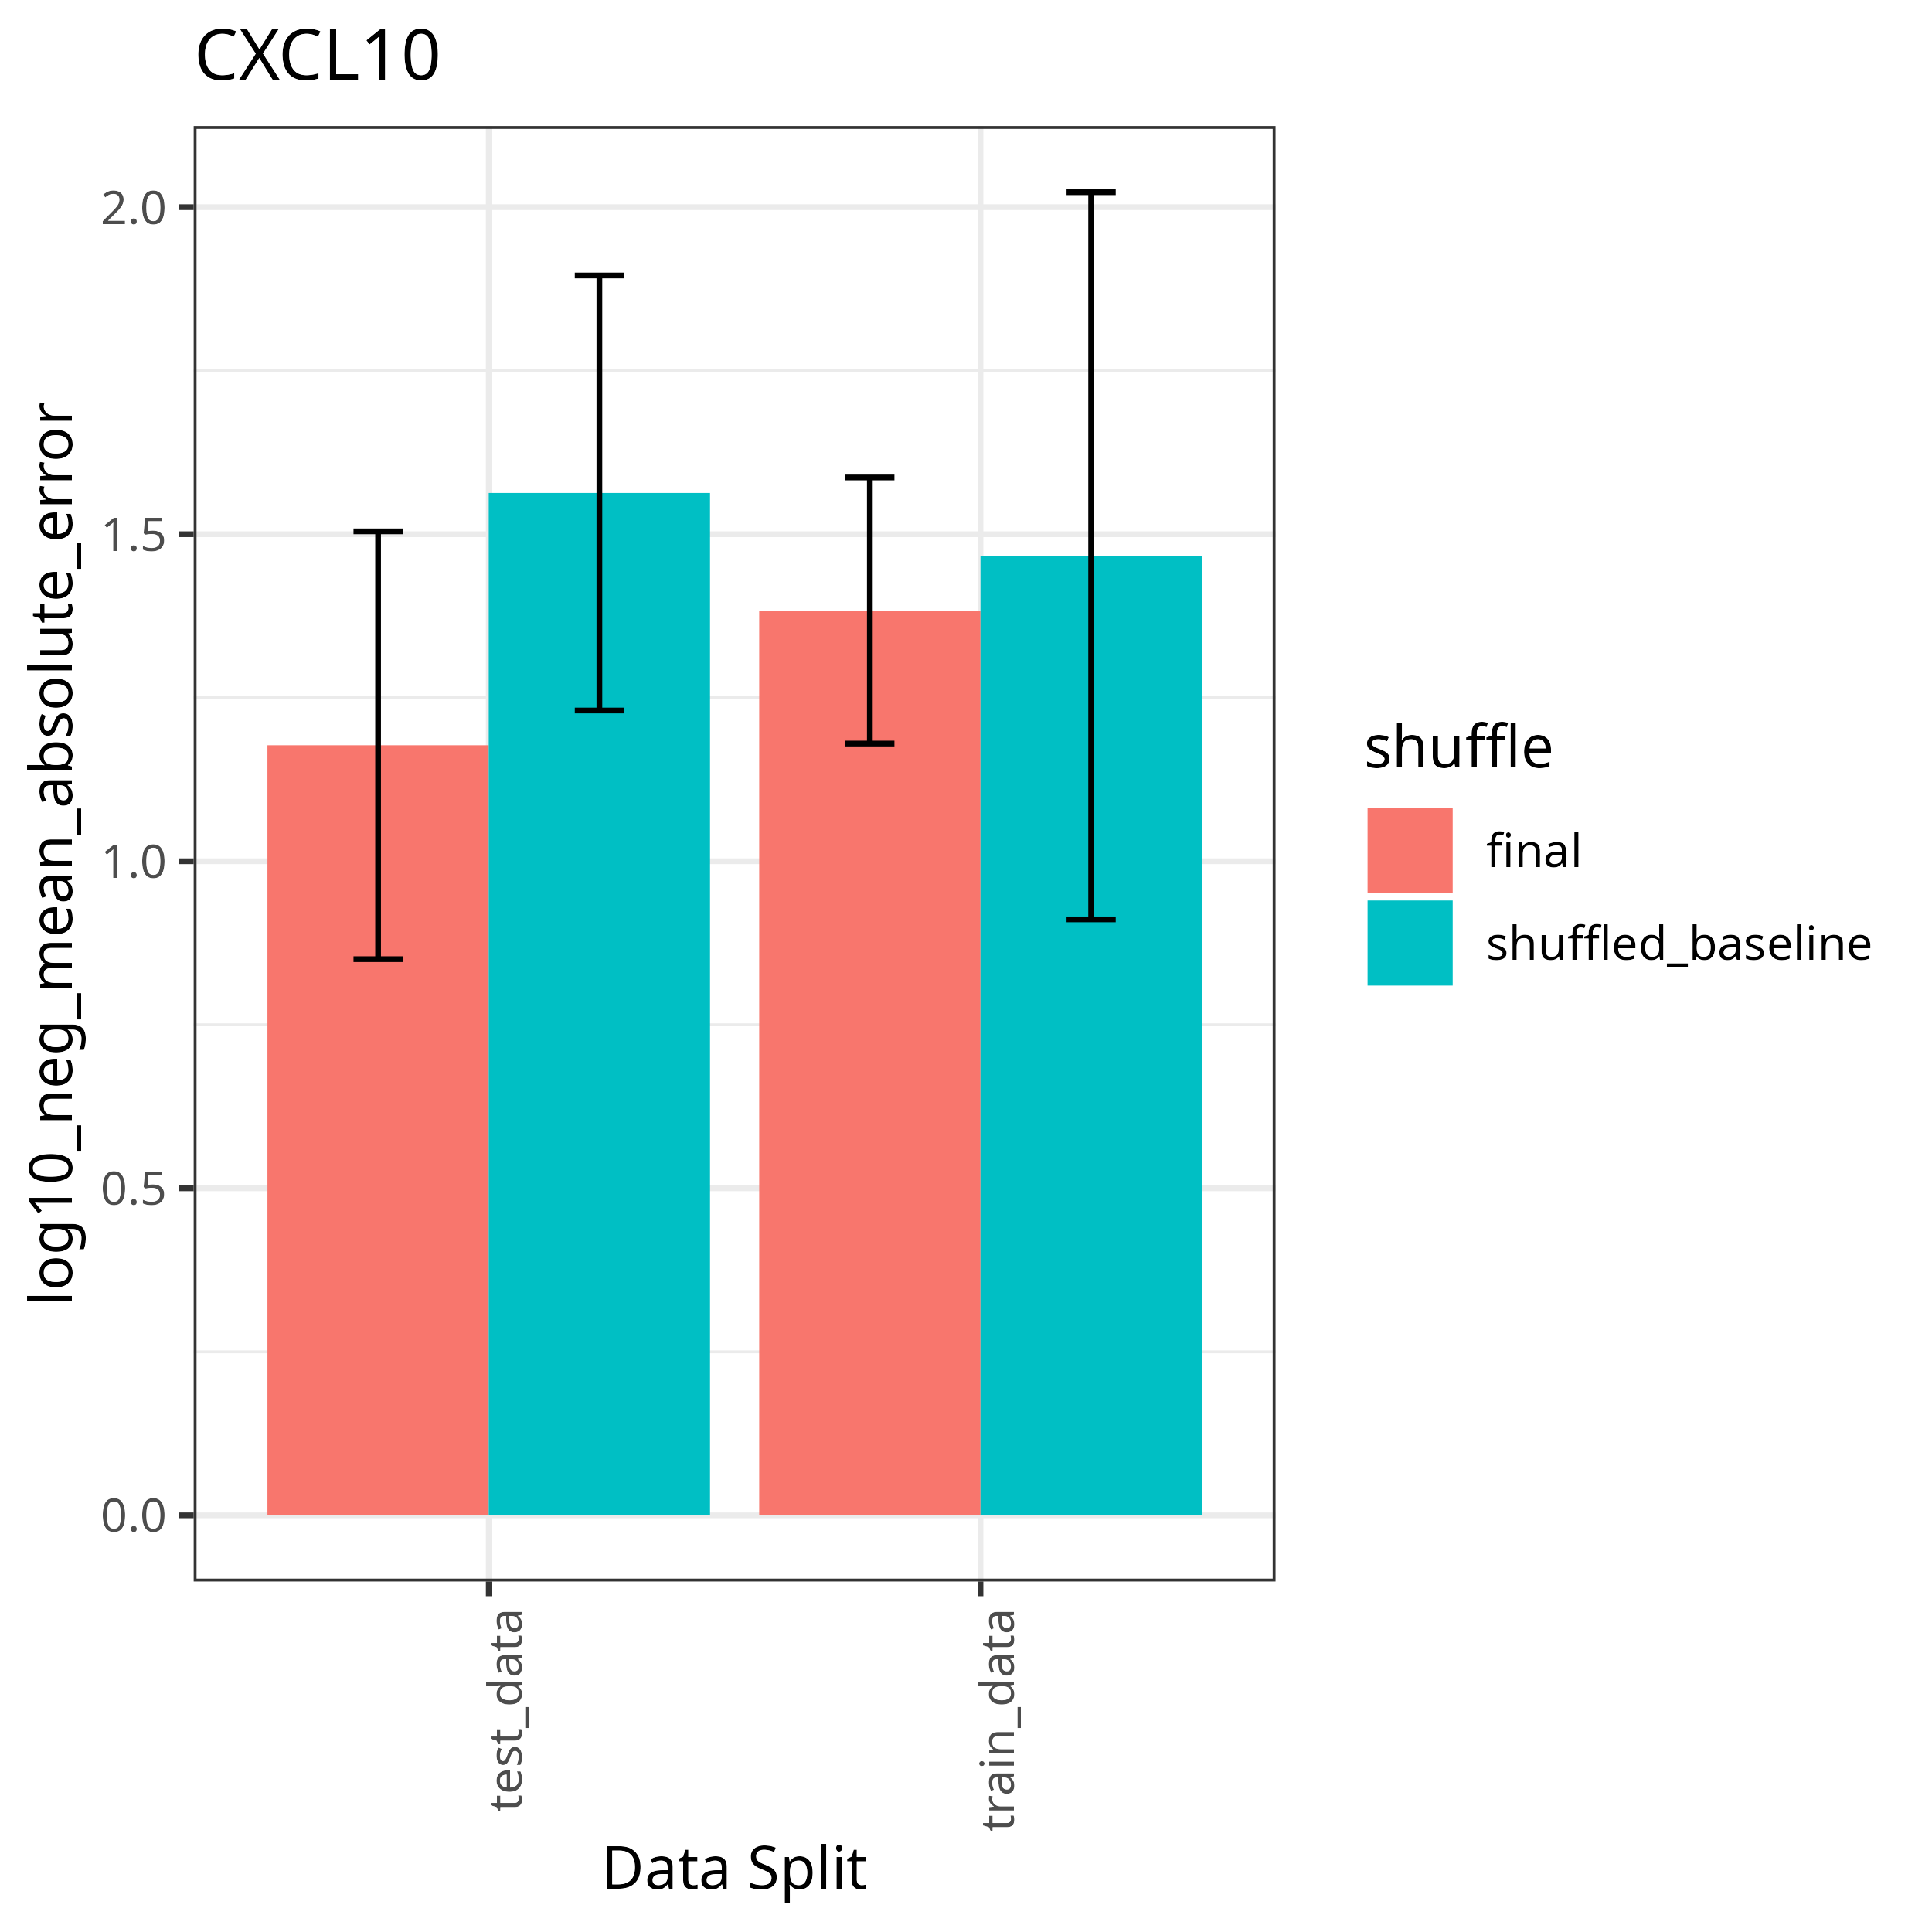 CXCL10
log10_neg_mean_absolute_error
2.0
1.5
1.0
0.5
0.0
test_data
train_data
Data Split
shuffle
final
shuffled_baseline